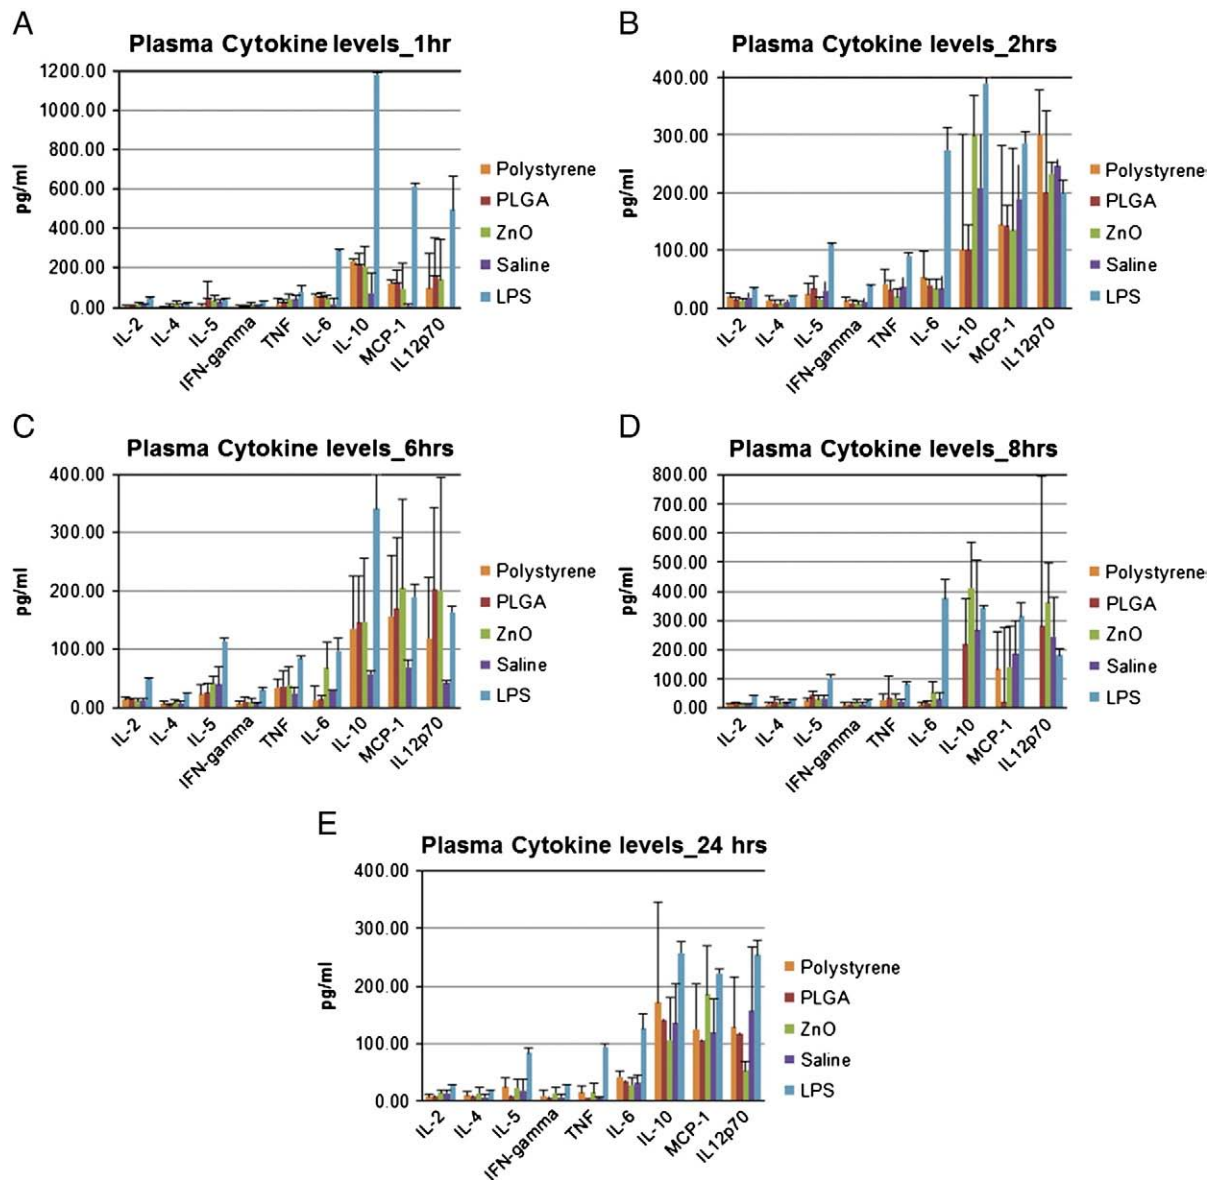 A
Plasma Cytokine levels_1hr
1200.00
1000.00
800.00
600.00
400.00
200.00
0.00
pg/ml
IL-2
IL-4
IL-5
IFN-gamma
TNF
IL-6
IL-10
MCP-1
IL12p70
Polystyrene
PLGA
ZnO
Saline
LPS
B
Plasma Cytokine levels_2hrs
400.00
300.00
200.00
100.00
0.00
pg/ml
IL-2
IL-4
IL-5
IFN-gamma
TNF
IL-6
IL-10
MCP-1
IL12p70
Polystyrene
PLGA
ZnO
Saline
LPS
C
Plasma Cytokine levels_6hrs
400.00
300.00
200.00
100.00
0.00
pg/ml
IL-2
IL-4
IL-5
IFN-gamma
TNF
IL-6
IL-10
MCP-1
IL12p70
Polystyrene
PLGA
ZnO
Saline
LPS
D
Plasma Cytokine levels_8hrs
800.00
700.00
600.00
500.00
400.00
300.00
200.00
100.00
0.00
pg/ml
IL-2
IL-4
IL-5
IFN-gamma
TNF
IL-6
IL-10
MCP-1
IL12p70
Polystyrene
PLGA
ZnO
Saline
LPS
E
Plasma Cytokine levels_24 hrs
400.00
300.00
200.00
100.00
0.00
pg/ml
IL-2
IL-4
IL-5
IFN-gamma
TNF
IL-6
IL-10
MCP-1
IL12p70
Polystyrene
PLGA
ZnO
Saline
LPS